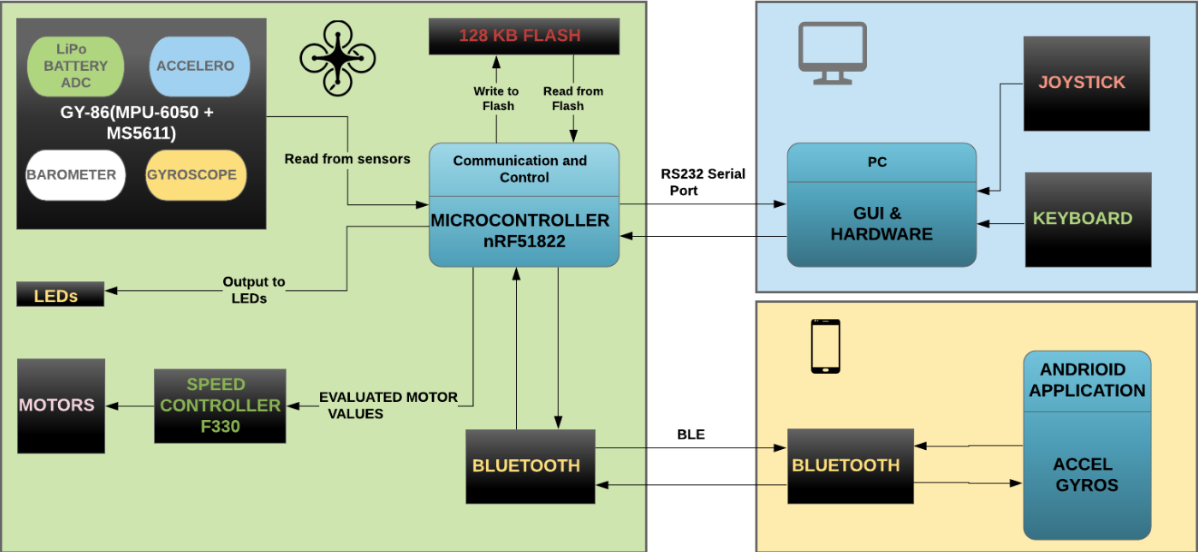 LiPo
BATTERY
ADC
ACCELERO
GY-86(MPU-6050 +
MS5611)
BAROMETER
GYROSCOPE
128 KB FLASH
Write to
Flash
Read from
Flash
Read from sensors
Communication and
Control
MICROCONTROLLER
nRF51822
Output to
LEDs
LEDs
MOTORS
SPEED
CONTROLLER
F330
EVALUATED MOTOR
VALUES
BLUETOOTH
RS232 Serial
Port
PC
GUI &
HARDWARE
JOYSTICK
KEYBOARD
BLE
BLUETOOTH
ANDRIOID
APPLICATION
ACCEL
GYROS